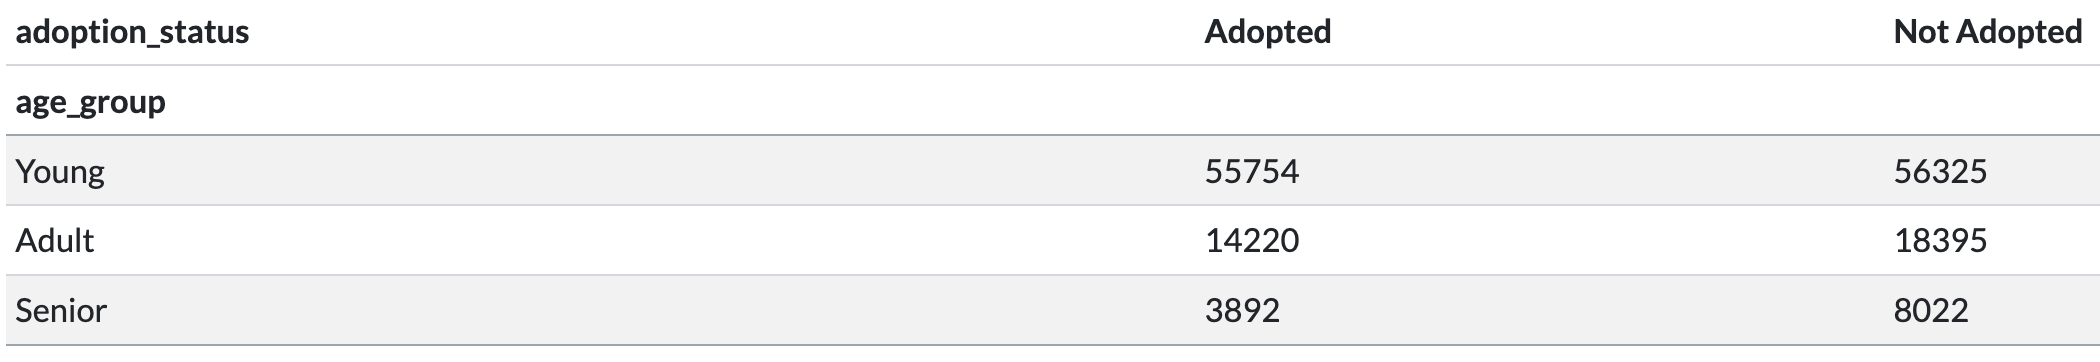 adoption_status Adopted Not Adopted
age_group
Young 55754 56325
Adult 14220 18395
Senior 3892 8022